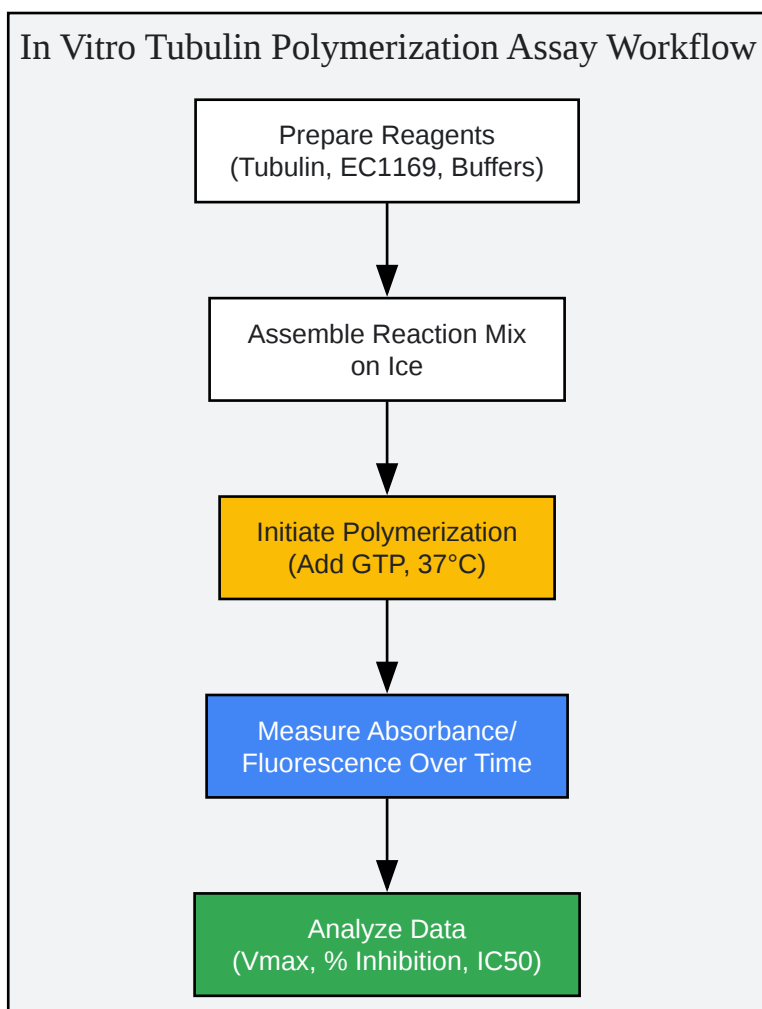 In Vitro Tubulin Polymerization Assay Workflow
Prepare Reagents
(Tubulin, EC1169, Buffers)
Assemble Reaction Mix
on Ice
Initiate Polymerization
(Add GTP, 37°C)
Measure Absorbance/
Fluorescence Over Time
Analyze Data
(Vmax, % Inhibition, IC50)